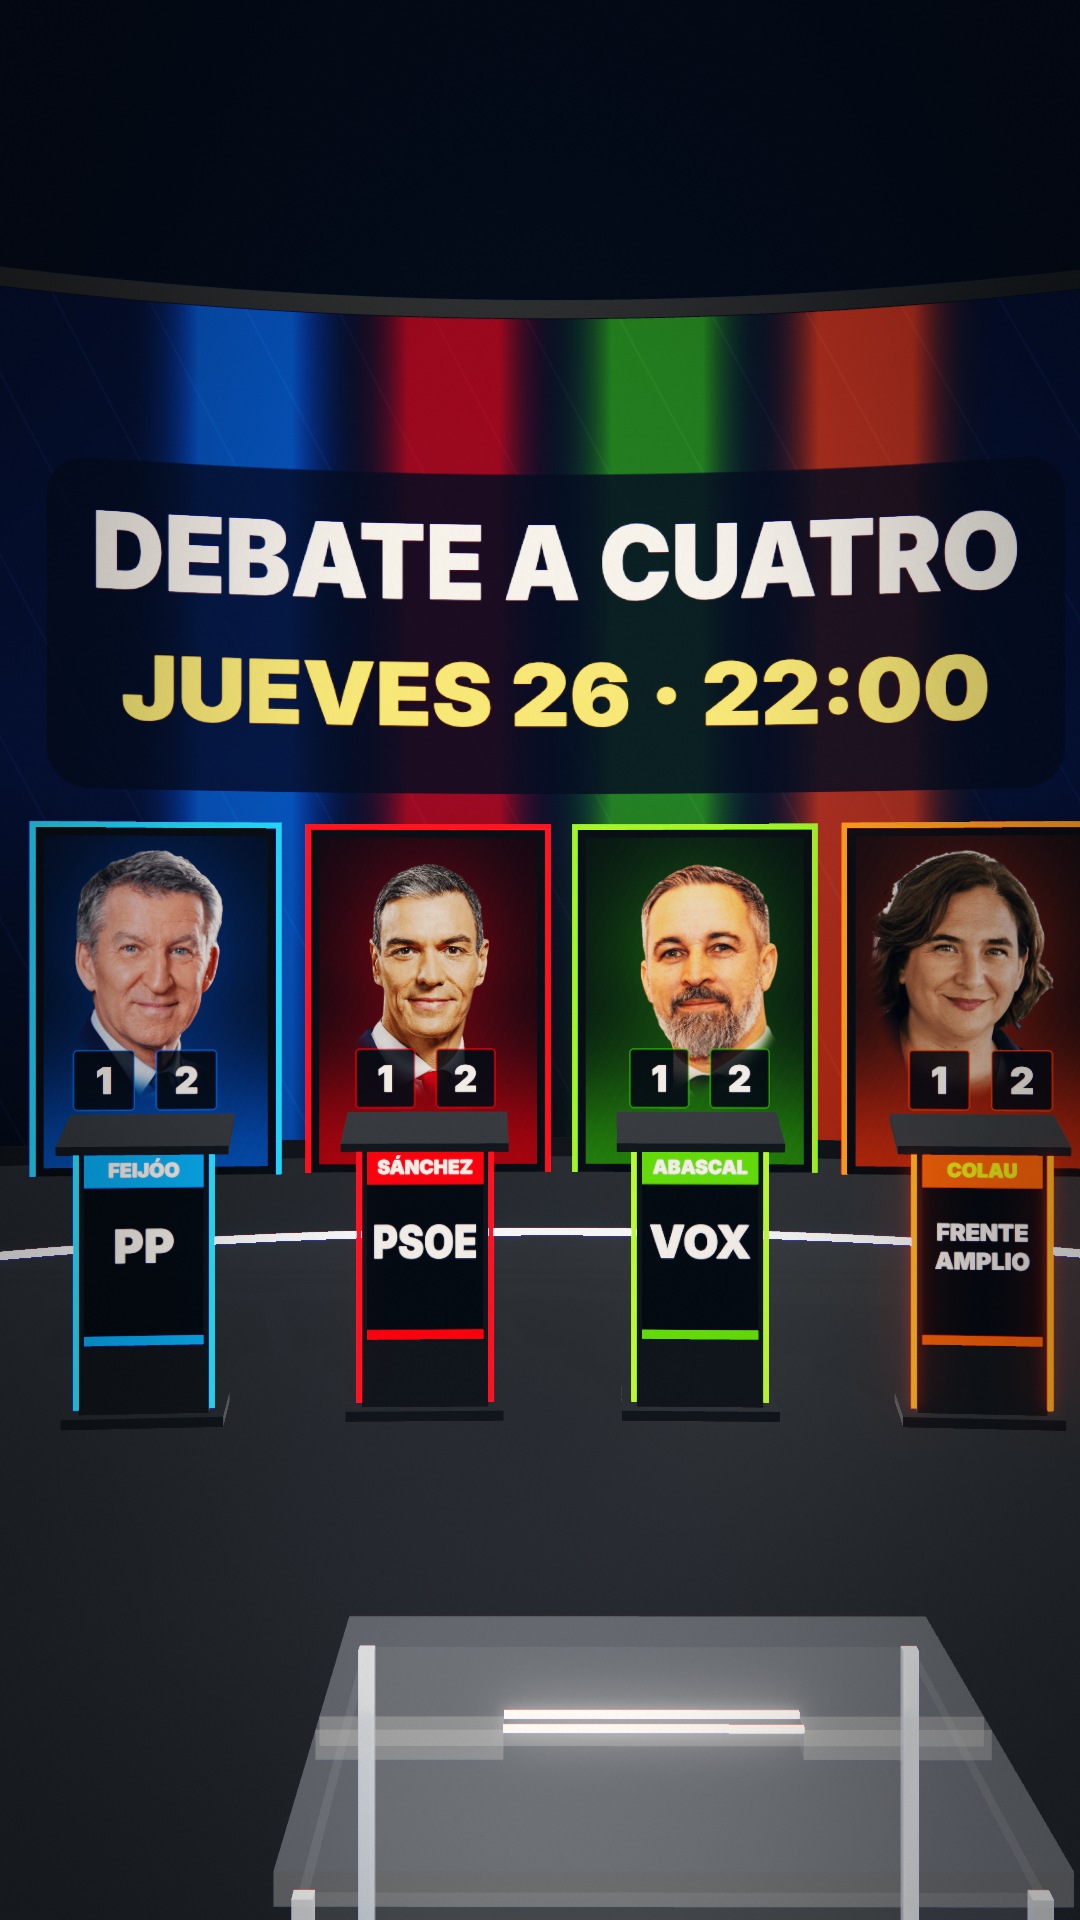 DEBATE A CUATRO
JUEVES 26 · 22:00
1 2
1 2
1 2
1 2
FEIJÓO
SÁNCHEZ
ABASCAL
COLAU
PP
PSOE
VOX
FRENTE
AMPLIO